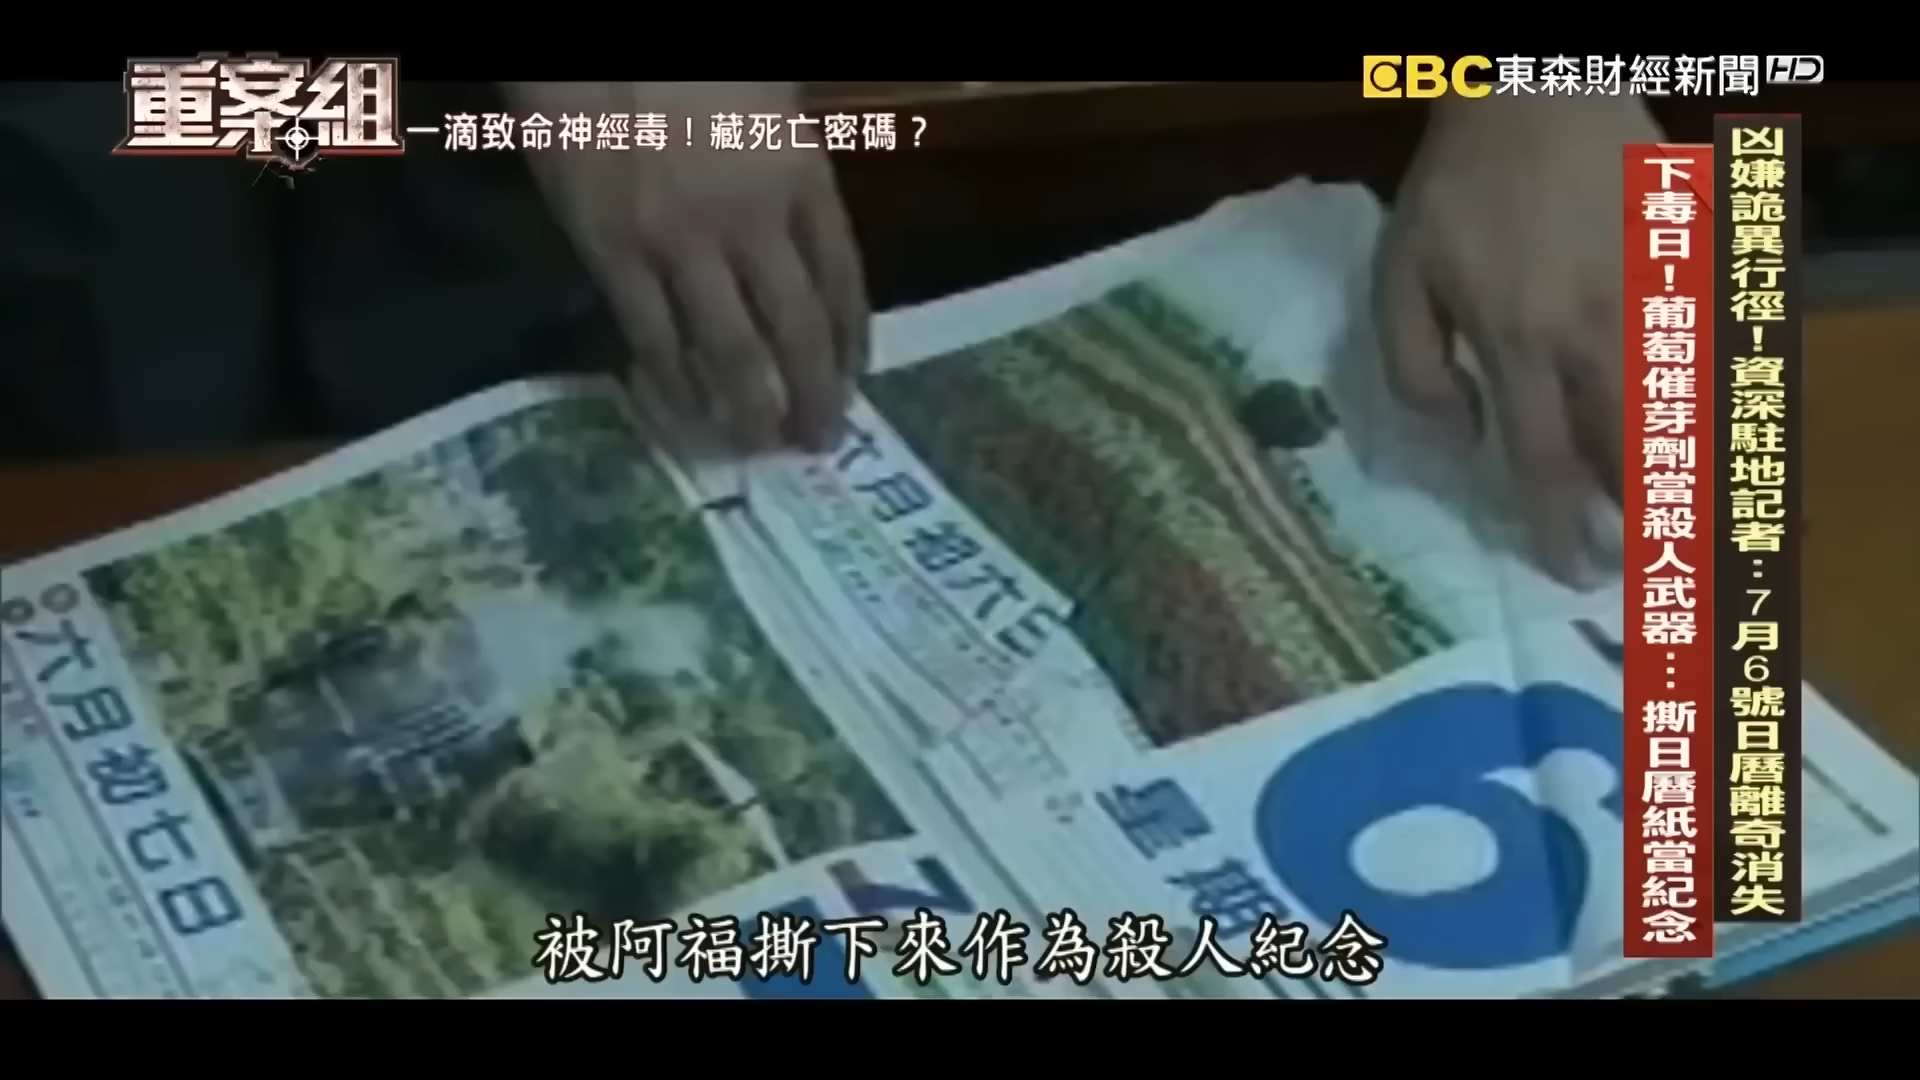 重案組
一滴致命神經毒！藏死亡密碼？
EBC東森財經新聞HD
凶嫌詭異行徑！資深駐地記者：7月6號日曆離奇消失
下毒日！葡萄催芽劑當殺人武器…撕日曆紙當紀念
六月初六日
星期
6
六月初七日
7
被阿福撕下來作為殺人紀念